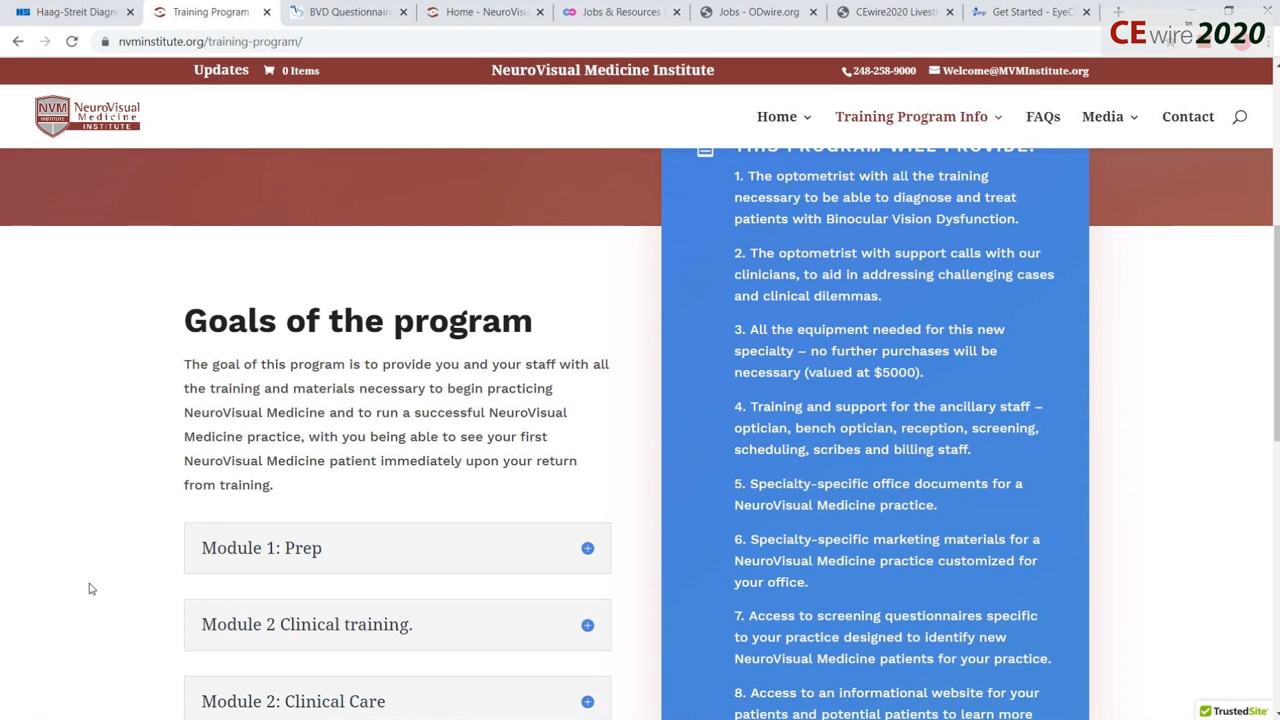 Haag-Streit Diagn
Training Program
BVD Questionnaire
Home - NeuroVis
Jobs & Resources
Jobs - ODwire.org
CEwire2020 Livest
Get Started - EyeC
nvminstitute.org/training-program/
CEwire™2020
Updates
0 Items
NeuroVisual Medicine Institute
248-258-9000
Welcome@MVMInstitute.org
NVM
INSTITUTE
NeuroVisual
Medicine
INSTITUTE
Home
Training Program Info
FAQs
Media
Contact
THIS PROGRAM WILL PROVIDE:
1. The optometrist with all the training
necessary to be able to diagnose and treat
patients with Binocular Vision Dysfunction.
2. The optometrist with support calls with our
clinicians, to aid in addressing challenging cases
and clinical dilemmas.
3. All the equipment needed for this new
specialty – no further purchases will be
necessary (valued at $5000).
4. Training and support for the ancillary staff –
optician, bench optician, reception, screening,
scheduling, scribes and billing staff.
5. Specialty-specific office documents for a
NeuroVisual Medicine practice.
6. Specialty-specific marketing materials for a
NeuroVisual Medicine practice customized for
your office.
7. Access to screening questionnaires specific
to your practice designed to identify new
NeuroVisual Medicine patients for your practice.
8. Access to an informational website for your
patients and potential patients to learn more
Goals of the program
The goal of this program is to provide you and your staff with all
the training and materials necessary to begin practicing
NeuroVisual Medicine and to run a successful NeuroVisual
Medicine practice, with you being able to see your first
NeuroVisual Medicine patient immediately upon your return
from training.
Module 1: Prep
Module 2 Clinical training.
Module 2: Clinical Care
TrustedSite